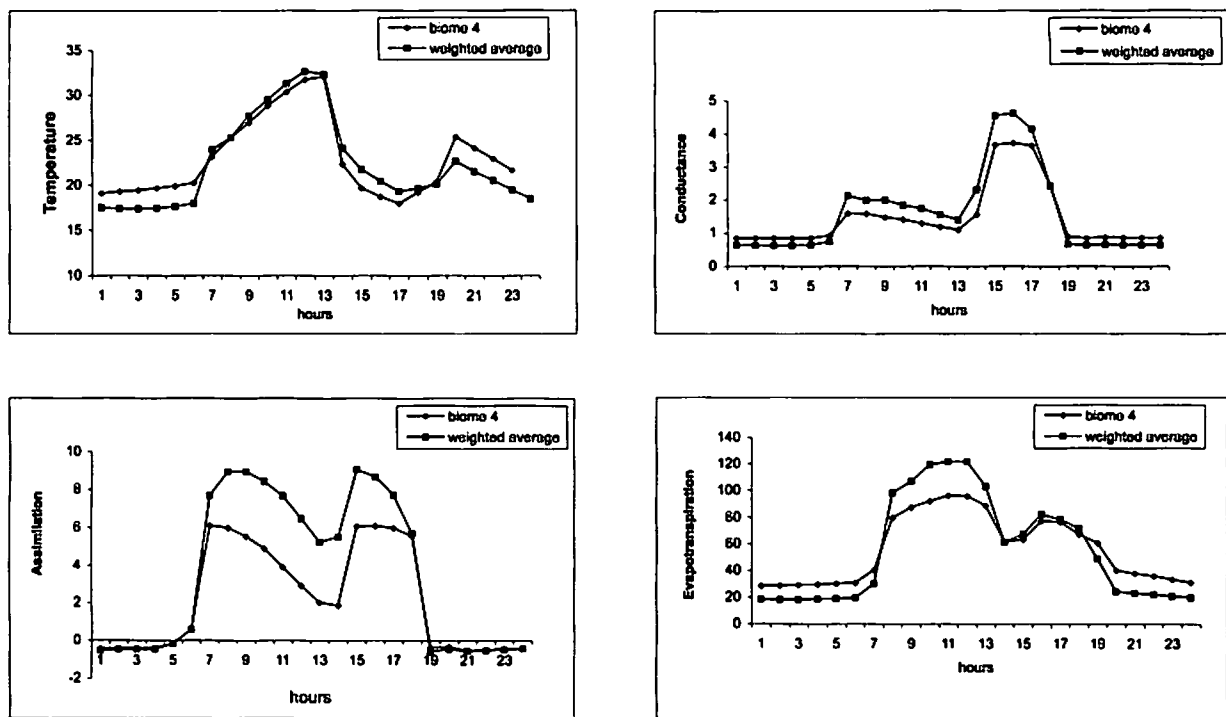 biome 4
weighted average
35
30
25
20
15
10
Temperature
1 3 5 7 9 11 13 15 17 19 21 23
hours
biome 4
weighted average
5
4
3
2
1
0
Conductance
1 3 5 7 9 11 13 15 17 19 21 23
hours
biome 4
weighted average
10
8
6
4
2
0
-2
Assimilation
1 3 5 7 9 11 13 15 17 19 21 23
hours
biome 4
weighted average
140
120
100
80
60
40
20
0
Evapotranspiration
1 3 5 7 9 11 13 15 17 19 21 23
hours